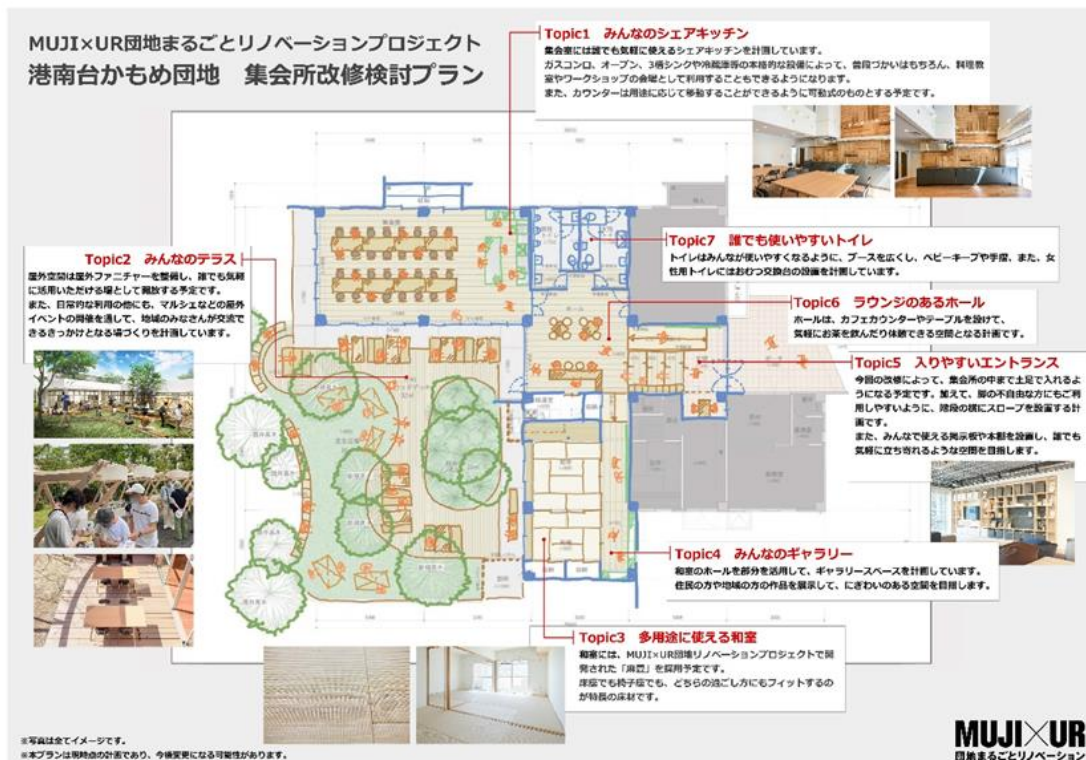 MUJI×UR団地まるごとリノベーションプロジェクト
港南台かもめ団地　集会所改修検討プラン
Topic1　みんなのシェアキッチン
集会室には誰でも気軽に使えるシェアキッチンを計画しています。
ガスコンロ、オーブン、3槽シンクや冷蔵庫等の本格的な設備によって、普段づかいはもちろん、料理教
室やワークショップの会場として利用することもできるようになります。
また、カウンターは用途に応じて移動することができるように可動式のものとする予定です。
Topic2　みんなのテラス
屋外空間は屋外ファニチャーを整備し、誰でも気軽
に活用いただける場として開放する予定です。
また、日常的な利用の他にも、マルシェなどの屋外
イベントの開催を通して、地域のみなさんが交流で
きるきっかけとなる場づくりを計画しています。
Topic7　誰でも使いやすいトイレ
トイレはみんなが使いやすくなるように、ブースを広くし、ベビーキープや手摺、また、女
性用トイレにはおむつ交換台の設置を計画しています。
Topic6　ラウンジのあるホール
ホールは、カフェカウンターやテーブルを設けて、
気軽にお茶を飲んだり休憩できる空間となる計画です。
Topic5　入りやすいエントランス
今回の改修によって、集会所の中まで土足で入れるよ
うになる予定です。加えて、脚の不自由な方にもご利
用しやすいように、階段の横にスロープを設置する計
画です。
また、みんなで使える掲示板や本棚を設置し、誰でも
気軽に立ち寄れるような空間を目指します。
Topic4　みんなのギャラリー
和室のホールを部分を活用して、ギャラリースペースを計画しています。
住民の方や地域の方の作品を展示して、にぎわいのある空間を目指します。
Topic3　多用途に使える和室
和室には、MUJI×UR団地リノベーションプロジェクトで開
発された「麻畳」を採用予定です。
床座でも椅子座でも、どちらの過ごし方にもフィットするの
が特長の床材です。
ホール
※写真は全てイメージです。
※本プランは現時点の計画であり、今後変更になる可能性があります。
MUJI×UR
団地まるごとリノベーション